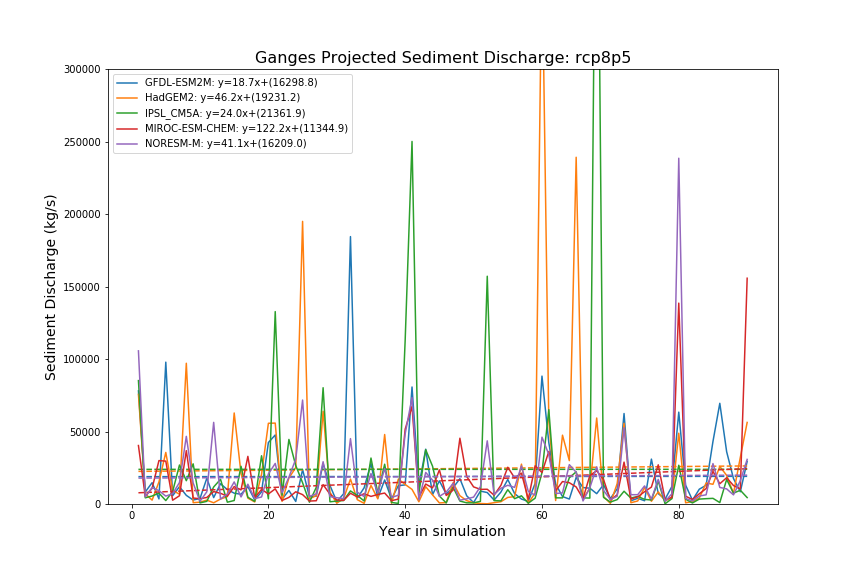 Ganges Projected Sediment Discharge: rcp8p5
300000
250000
200000
150000
100000
50000
0
Sediment Discharge (kg/s)
GFDL-ESM2M: y=18.7x+(16298.8)
HadGEM2: y=46.2x+(19231.2)
IPSL_CM5A: y=24.0x+(21361.9)
MIROC-ESM-CHEM: y=122.2x+(11344.9)
NORESM-M: y=41.1x+(16209.0)
0 20 40 60 80
Year in simulation